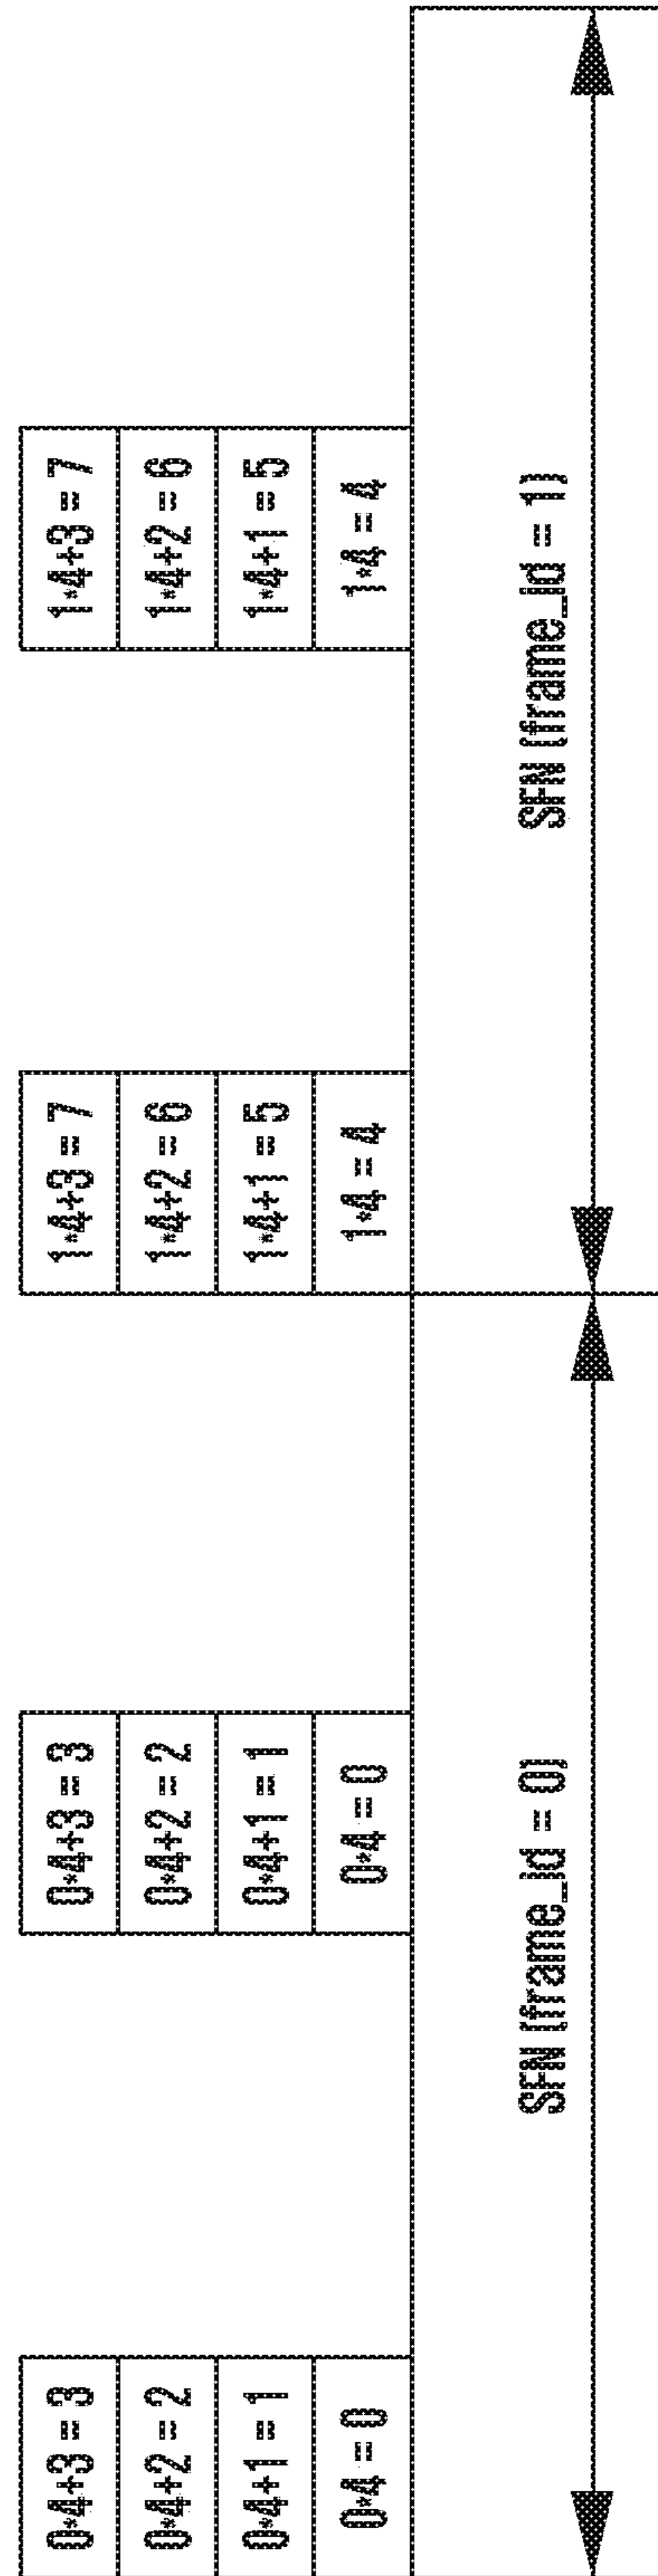 0*4+3 = 3 0*4+3 = 3 1*4+3 = 7 1*4+3 = 7
0*4+2 = 2 0*4+2 = 2 1*4+2 = 6 1*4+2 = 6
0*4+1 = 1 0*4+1 = 1 1*4+1 = 5 1*4+1 = 5
0*4 = 0 0*4 = 0 1*4 = 4 1*4 = 4
SFN (frame_id = 0) SFN (frame_id = 1)